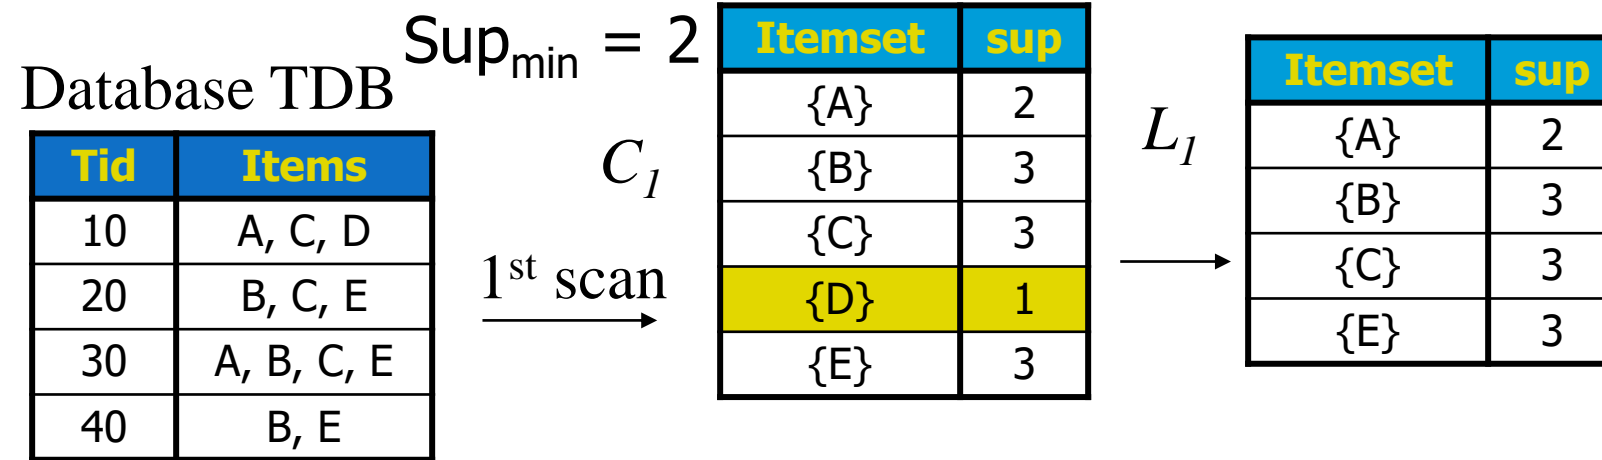 Sup_min = 2
Database TDB
Tid Items
10 A, C, D
20 B, C, E
30 A, B, C, E
40 B, E
1st scan
C1
Itemset sup
{A} 2
{B} 3
{C} 3
{D} 1
{E} 3
L1
Itemset sup
{A} 2
{B} 3
{C} 3
{E} 3